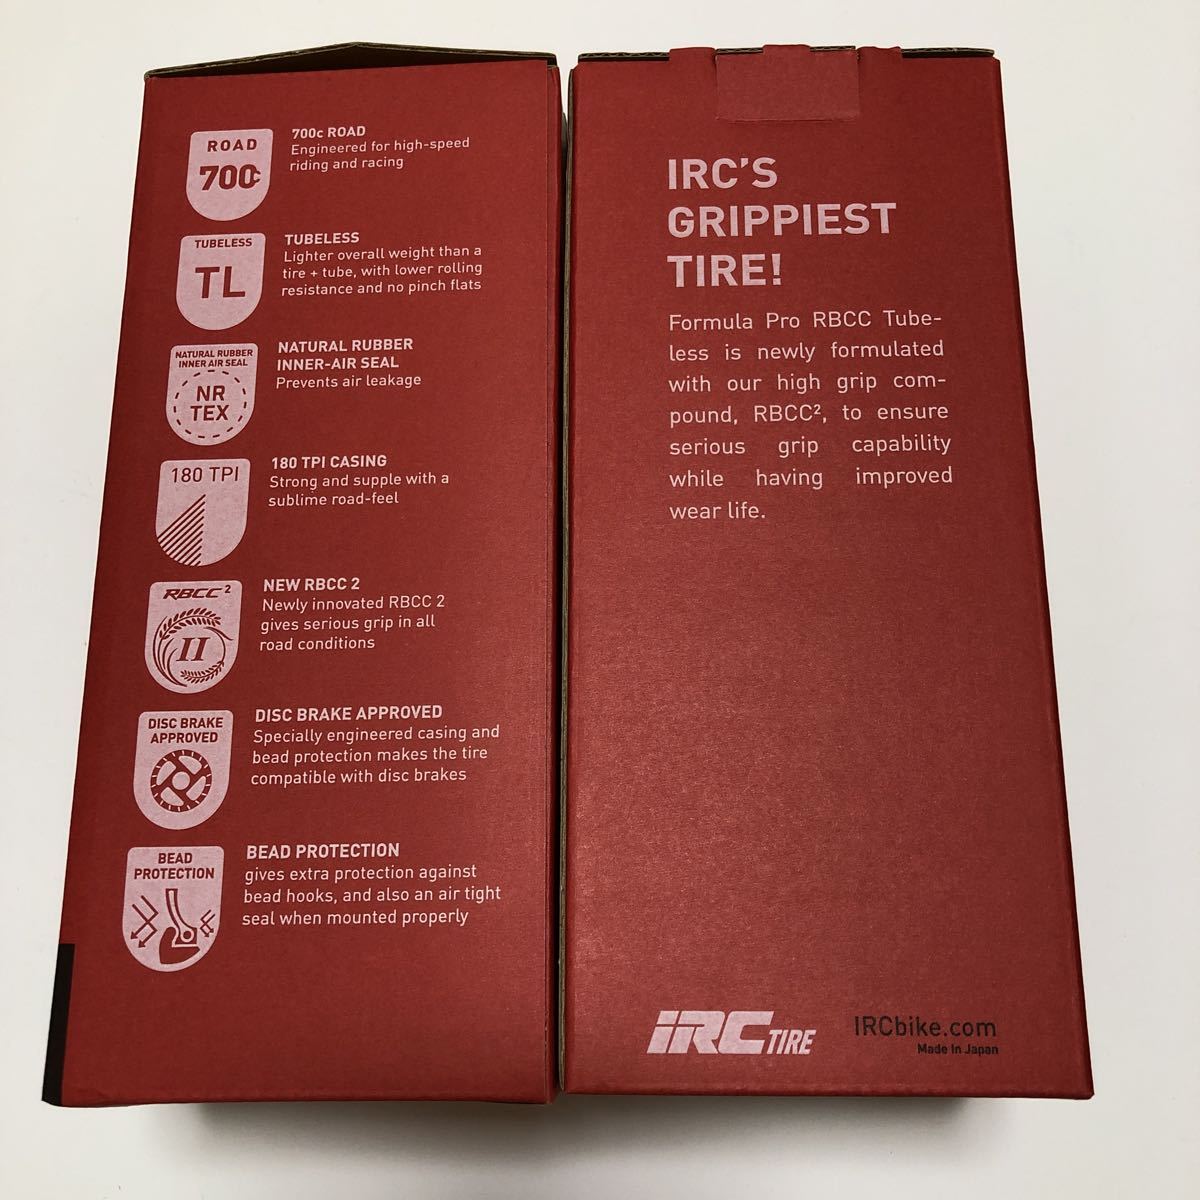 ROAD
700c
700c ROAD
Engineered for high-speed
riding and racing
TUBELESS
TL
TUBELESS
Lighter overall weight than a
tire + tube, with lower rolling
resistance and no pinch flats
NATURAL RUBBER
INNER AIR SEAL
NR
TEX
NATURAL RUBBER
INNER-AIR SEAL
Prevents air leakage
180 TPI
180 TPI CASING
Strong and supple with a
sublime road-feel
RBCC²
II
NEW RBCC 2
Newly innovated RBCC 2
gives serious grip in all
road conditions
DISC BRAKE
APPROVED
DISC BRAKE APPROVED
Specially engineered casing and
bead protection makes the tire
compatible with disc brakes
BEAD
PROTECTION
BEAD PROTECTION
gives extra protection against
bead hooks, and also an air tight
seal when mounted properly
IRC'S
GRIPPIEST
TIRE!
Formula Pro RBCC Tube-
less is newly formulated
with our high grip com-
pound, RBCC², to ensure
serious grip capability
while having improved
wear life.
iRC TIRE
IRCbike.com
Made In Japan